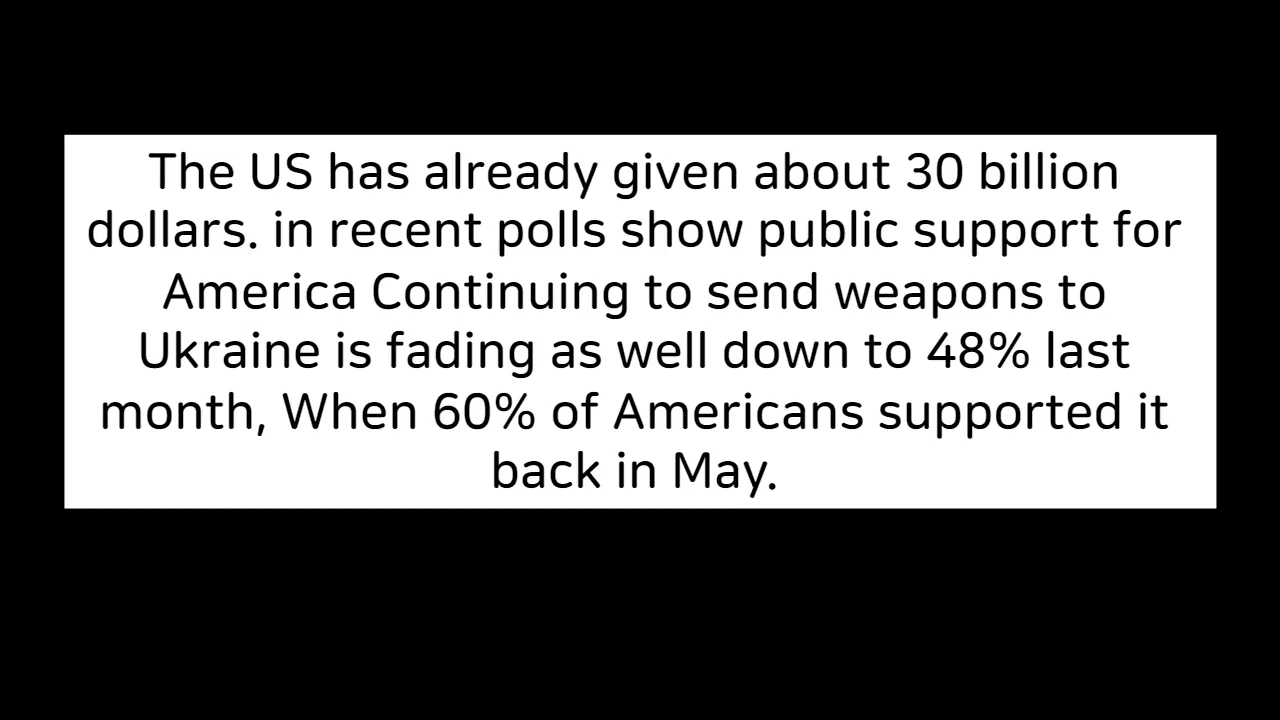 The US has already given about 30 billion
dollars. in recent polls show public support for
America Continuing to send weapons to
Ukraine is fading as well down to 48% last
month, When 60% of Americans supported it
back in May.